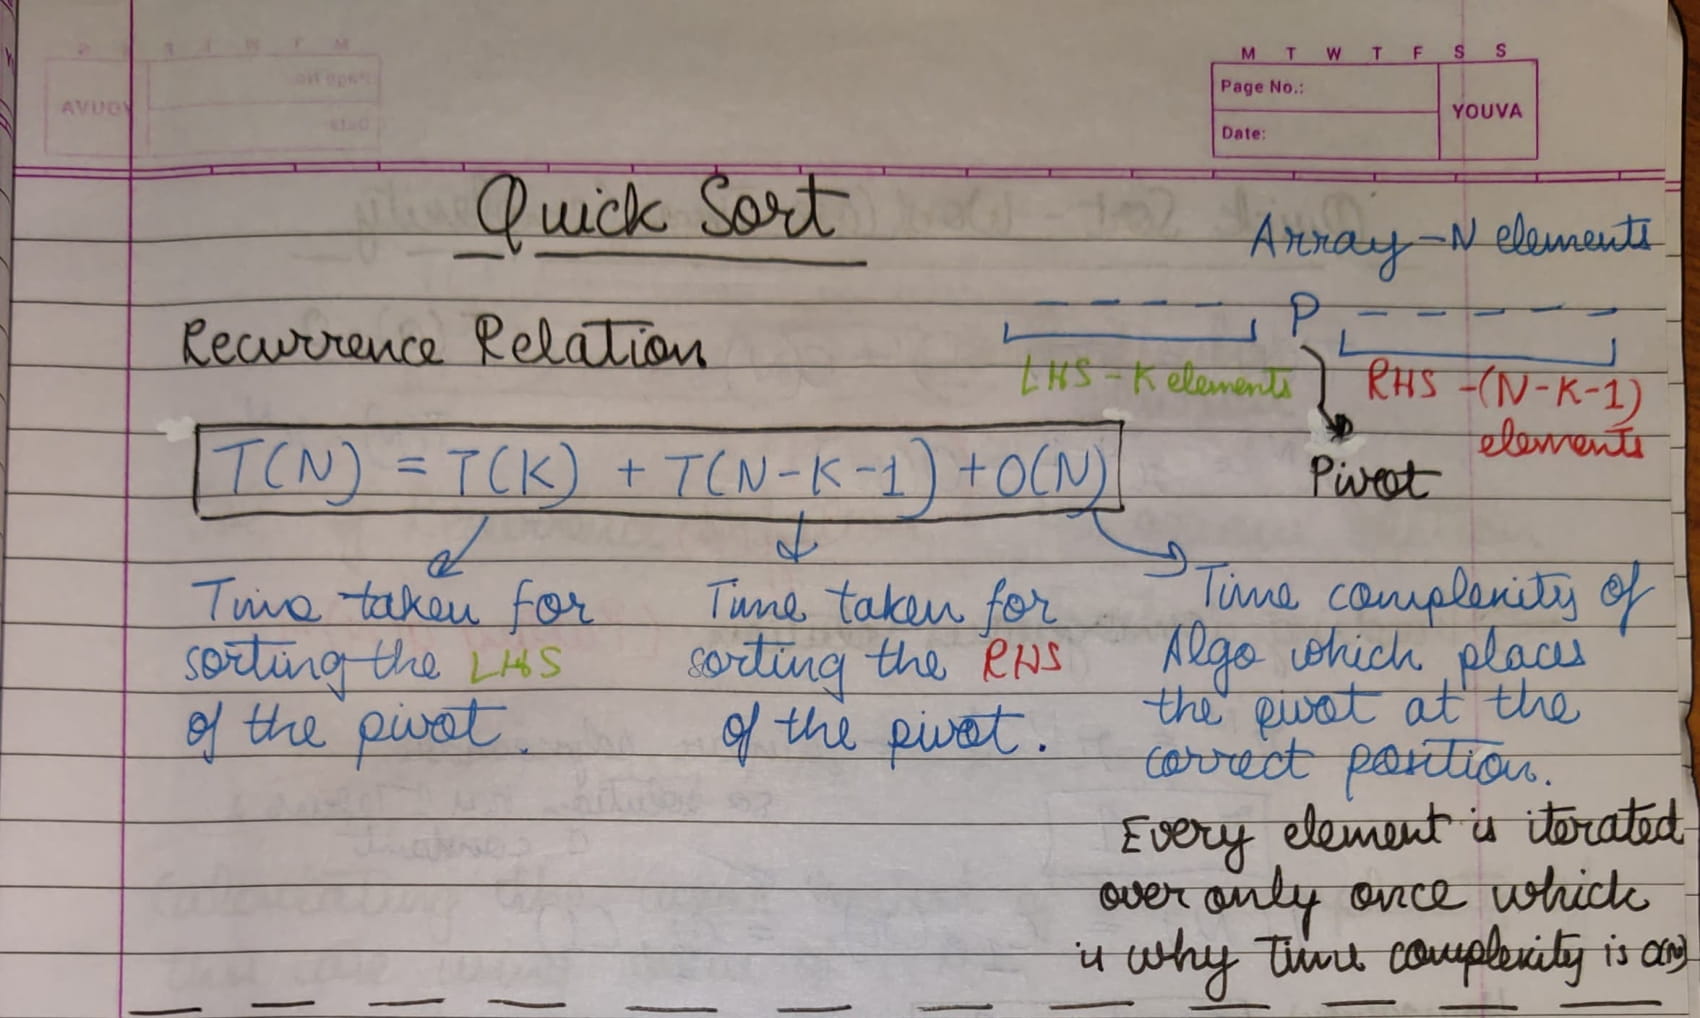 M T W T F S S
Page No.:
YOUVA
Date:
Quick Sort
Array - N elements
P
Recurrence Relation
LHS - K elements
RHS - (N-K-1)
elements
Pivot
T(N) = T(K) + T(N-K-1) + O(N)
Time taken for
sorting the LHS
of the pivot.
Time taken for
sorting the RHS
of the pivot.
Time complexity of
Algo which places
the pivot at the
correct position.
Every element is iterated
over only once which
is why Time complexity is O(N)